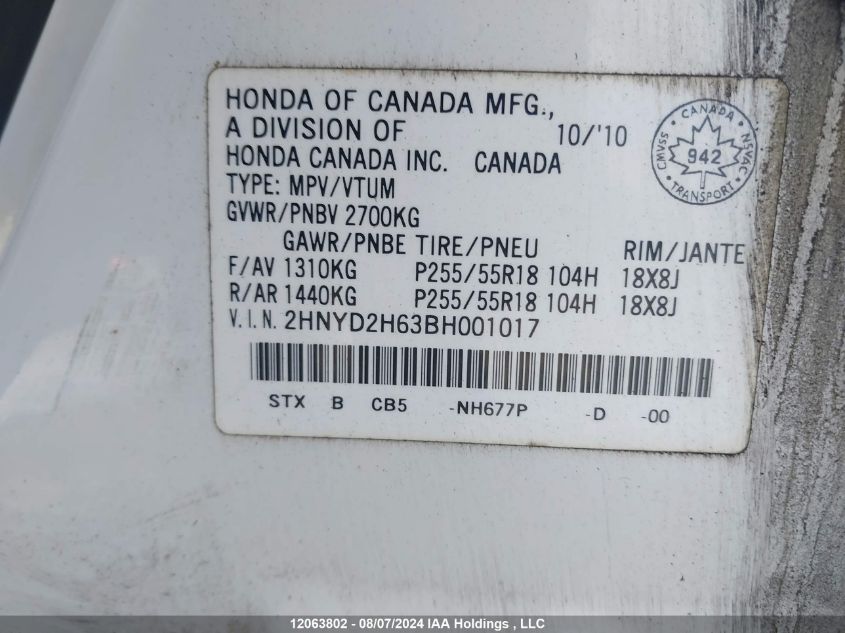 HONDA OF CANADA MFG.,
A DIVISION OF 10/'10
HONDA CANADA INC. CANADA
TYPE: MPV/VTUM
GVWR/PNBV 2700KG
GAWR/PNBE TIRE/PNEU RIM/JANTE
F/AV 1310KG P255/55R18 104H 18X8J
R/AR 1440KG P255/55R18 104H 18X8J
V.I.N. 2HNYD2H63BH001017
STX B CB5 -NH677P -D -00
CANADA
CMVSS 942 NSVAC
TRANSPORT
12063802 - 08/07/2024 IAA Holdings , LLC